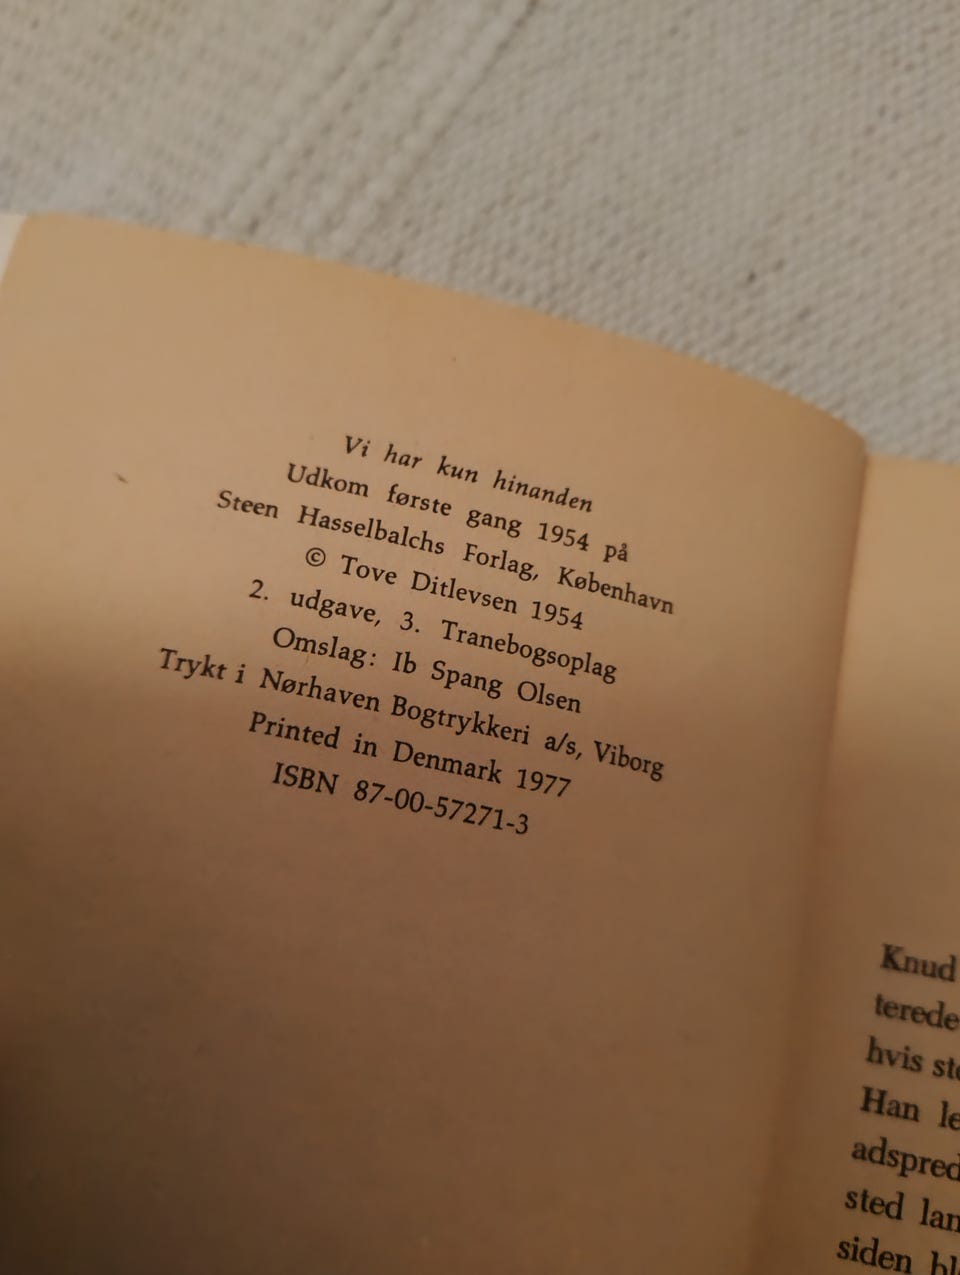 Vi har kun hinanden
Udkom første gang 1954 på
Steen Hasselbalchs Forlag, København
© Tove Ditlevsen 1954
2. udgave, 3. Tranebogsoplag
Omslag: Ib Spang Olsen
Trykt i Nørhaven Bogtrykkeri a/s, Viborg
Printed in Denmark 1977
ISBN 87-00-57271-3
Knud
terede
hvis
Han
sted
siden